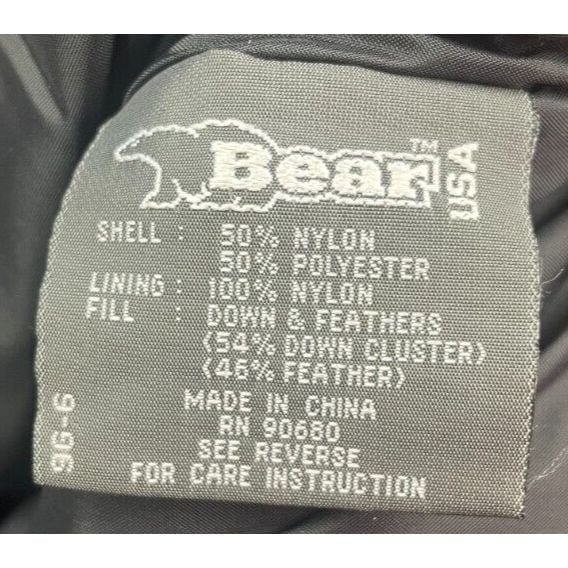 Bear™
USA
SHELL : 50% NYLON
50% POLYESTER
LINING : 100% NYLON
FILL : DOWN & FEATHERS
(54% DOWN CLUSTER)
(46% FEATHER)
MADE IN CHINA
RN 90680
SEE REVERSE
FOR CARE INSTRUCTION
96-6